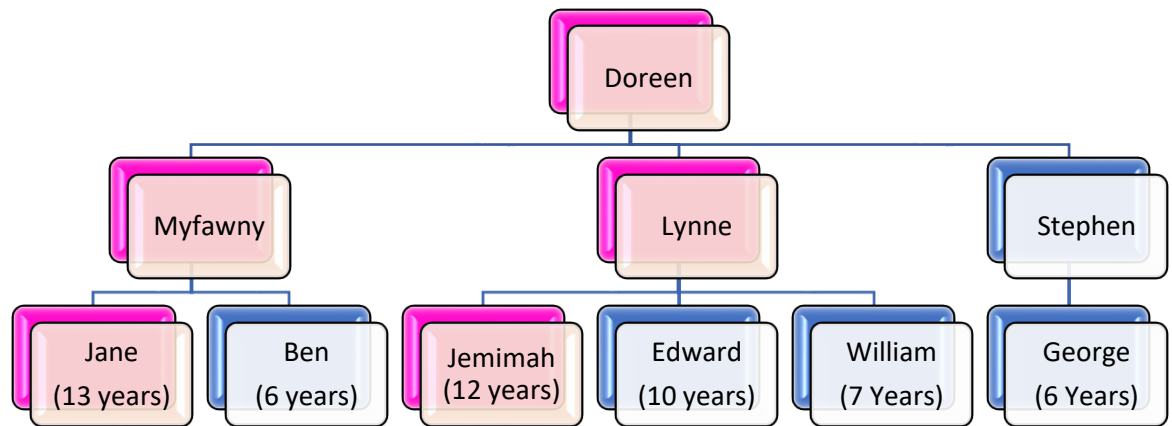 Doreen
Myfawny
Lynne
Stephen
Jane
(13 years)
Ben
(6 years)
Jemimah
(12 years)
Edward
(10 years)
William
(7 Years)
George
(6 Years)